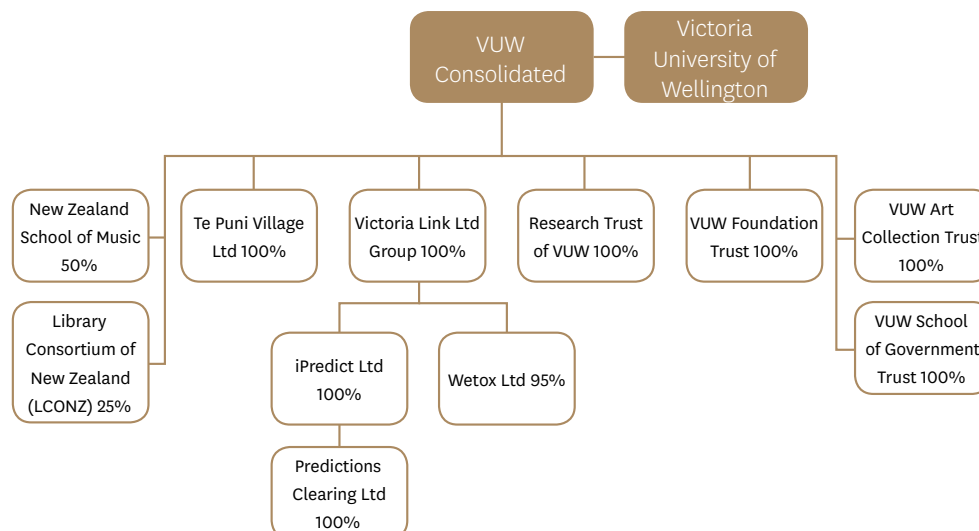 VUW
Consolidated
Victoria
University of
Wellington
New Zealand
School of Music
50%
Te Puni Village
Ltd 100%
Victoria Link Ltd
Group 100%
Research Trust
of VUW 100%
VUW Foundation
Trust 100%
VUW Art
Collection Trust
100%
Library
Consortium of
New Zealand
(LCONZ) 25%
iPredict Ltd
100%
Wetox Ltd 95%
VUW School
of Government
Trust 100%
Predictions
Clearing Ltd
100%